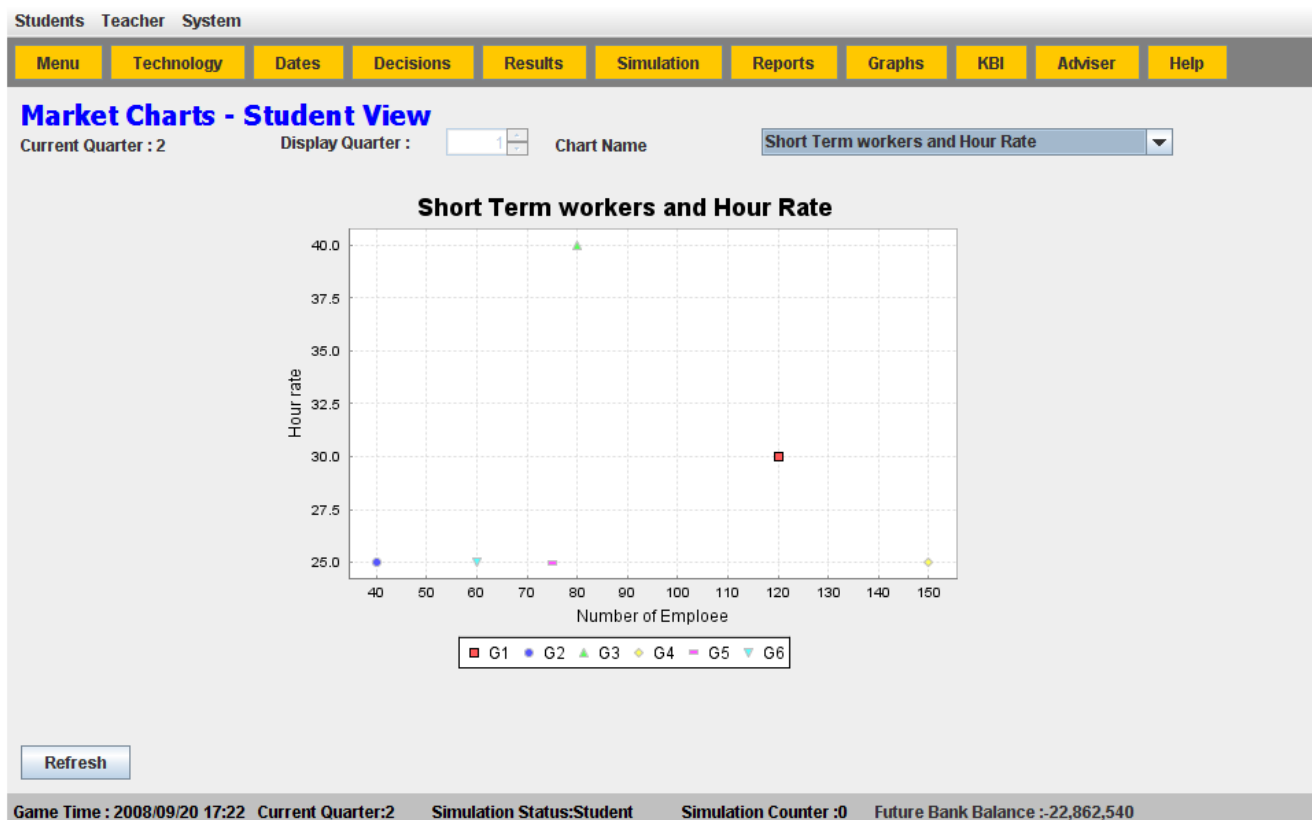 Students Teacher System
Menu Technology Dates Decisions Results Simulation Reports Graphs KBI Adviser Help
Market Charts - Student View
Current Quarter : 2 Display Quarter : 1 Chart Name Short Term workers and Hour Rate
Short Term workers and Hour Rate
40.0
37.5
35.0
32.5
30.0
27.5
25.0
Hour rate
40 50 60 70 80 90 100 110 120 130 140 150
Number of Emploee
G1 G2 G3 G4 G5 G6
Refresh
Game Time : 2008/09/20 17:22 Current Quarter:2 Simulation Status:Student Simulation Counter :0 Future Bank Balance :-22,862,540